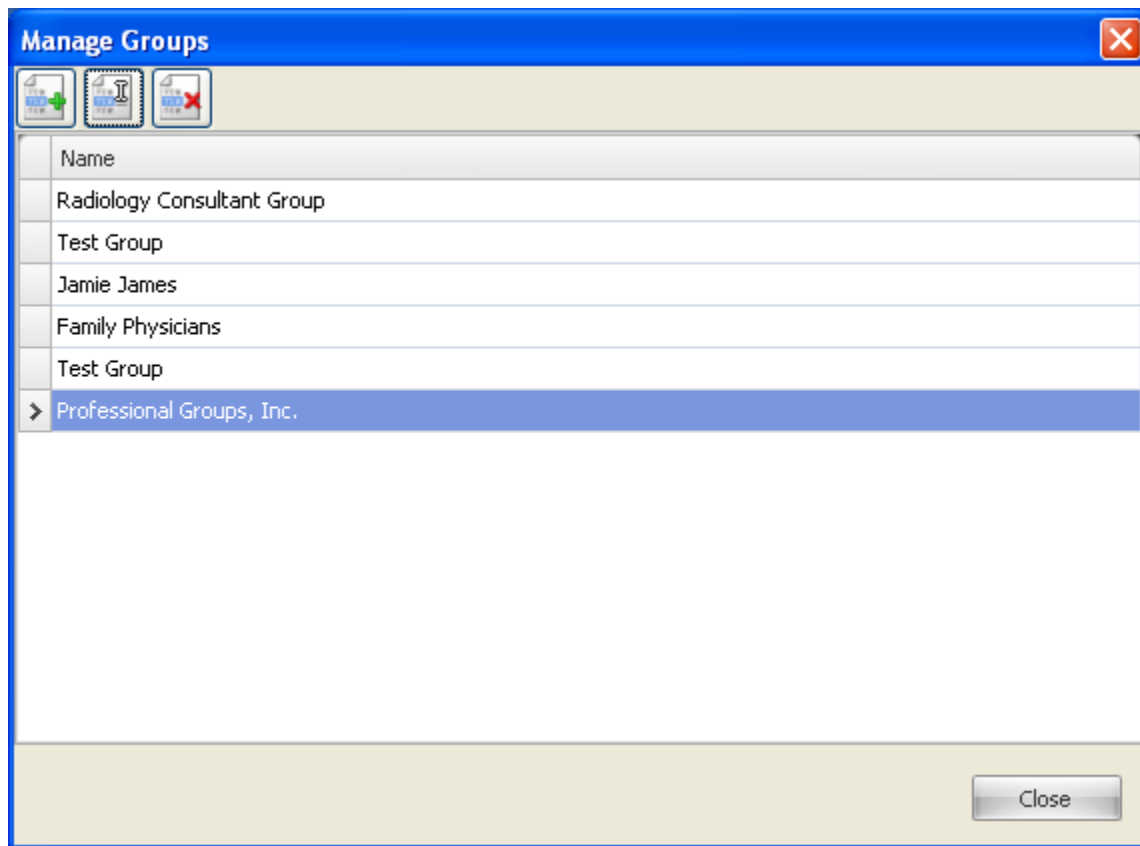 Manage Groups
Name
Radiology Consultant Group
Test Group
Jamie James
Family Physicians
Test Group
Professional Groups, Inc.
Close